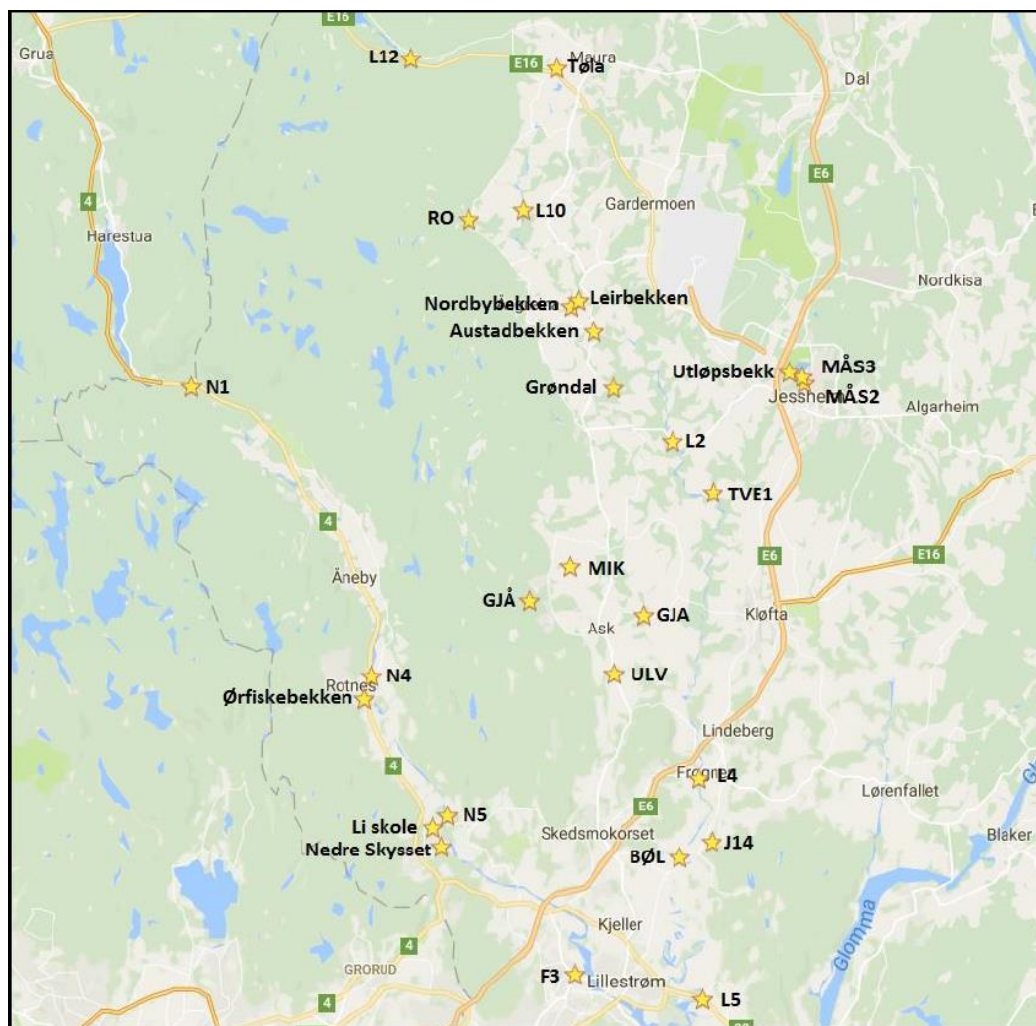 E16
Grua
L12
E16
Maura
Tøla
Dal
E6
4
RO
L10
Gardermoen
Harestua
Nordkisa
Nordbybekken
Leirbekken
Austadbekken
Utløpsbekk
MÅS3
N1
Grøndal
Jessheim
MÅS2
Algarheim
L2
TVE1
4
E6
E16
Åneby
MIK
GJÅ
GJA
Kløfta
Ask
N4
Rotnes
ULV
Ørfiskebekken
Lindeberg
4
Frogner
L4
Lørenfallet
E6
N5
Li skole
Skedsmokorset
Blaker
Nedre Skysset
J14
BØL
Kjeller
Glomma
4
GRORUD
F3
Lillestrøm
4
L5